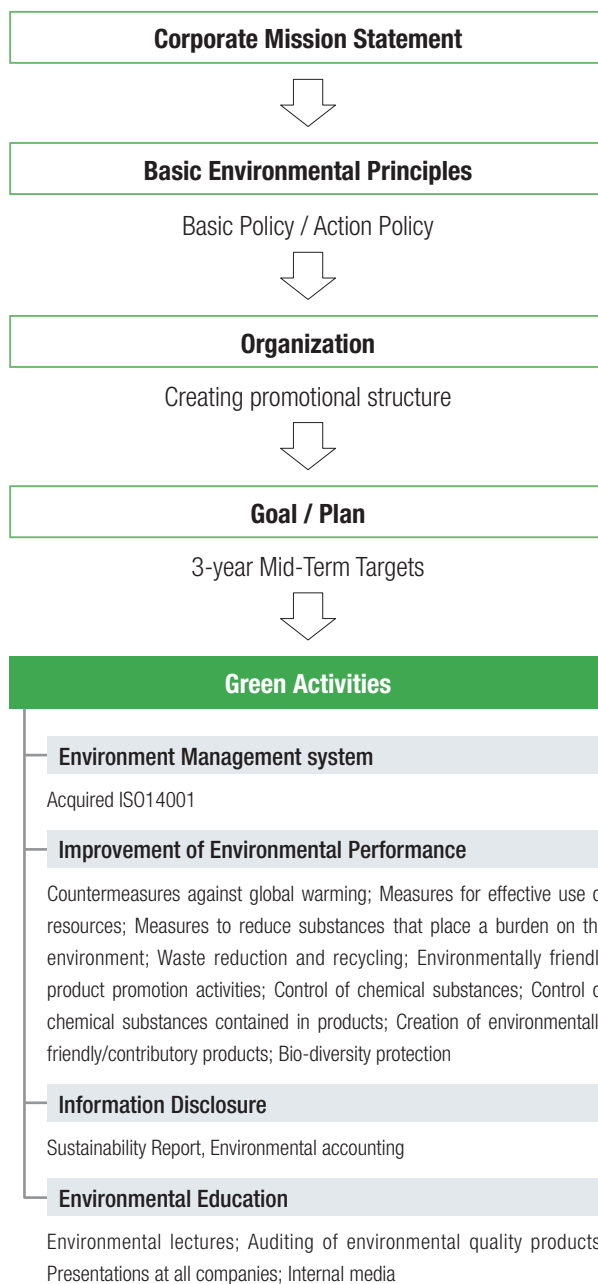 Corporate Mission Statement
Basic Environmental Principles
Basic Policy / Action Policy
Organization
Creating promotional structure
Goal / Plan
3-year Mid-Term Targets
Green Activities
Environment Management system
Acquired ISO14001
Improvement of Environmental Performance
Countermeasures against global warming; Measures for effective use
resources; Measures to reduce substances that place a burden on
environment; Waste reduction and recycling; Environmentally
product promotion activities; Control of chemical substances; Control
chemical substances contained in products; Creation of
friendly/contributory products; Bio-diversity protection
Information Disclosure
Sustainability Report, Environmental accounting
Environmental Education
Environmental lectures; Auditing of environmental quality products
Presentations at all companies; Internal media